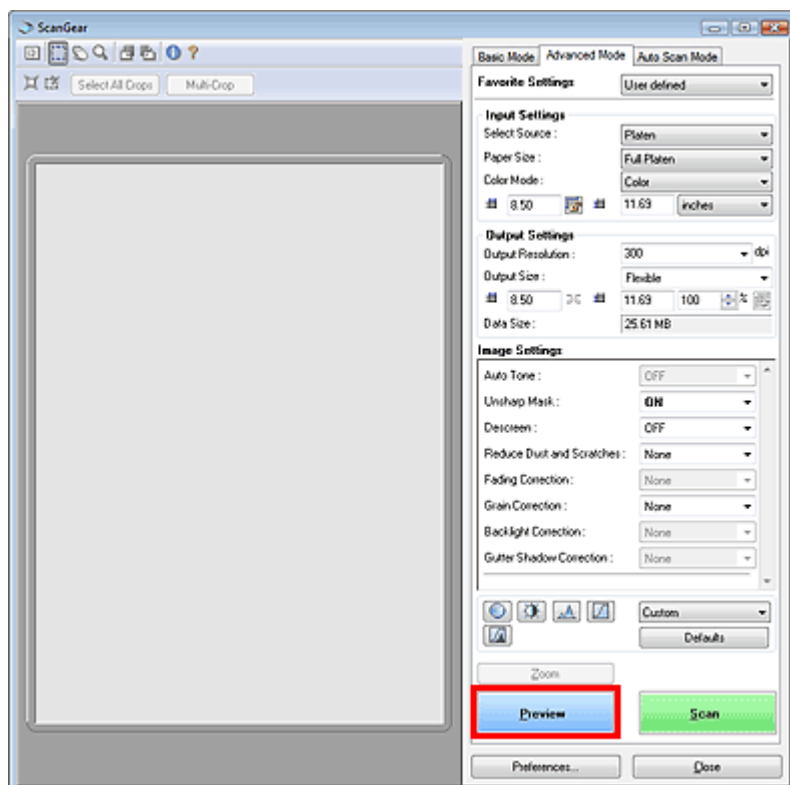 ScanGear
Select All Crops Multi-Crop
Basic Mode Advanced Mode Auto Scan Mode
Favorite Settings User defined
Input Settings
Select Source : Platen
Paper Size : Full Platen
Color Mode : Color
8.50 11.69 inches
Output Settings
Output Resolution : 300 dpi
Output Size : Flexible
8.50 11.69 100 %
Data Size : 25.61 MB
Image Settings
Auto Tone : OFF
Unsharp Mask : ON
Descreen : OFF
Reduce Dust and Scratches : None
Fading Correction : None
Grain Correction : None
Backlight Correction : None
Gutter Shadow Correction : None
Custom
Defaults
Zoom
Preview Scan
Preferences... Close